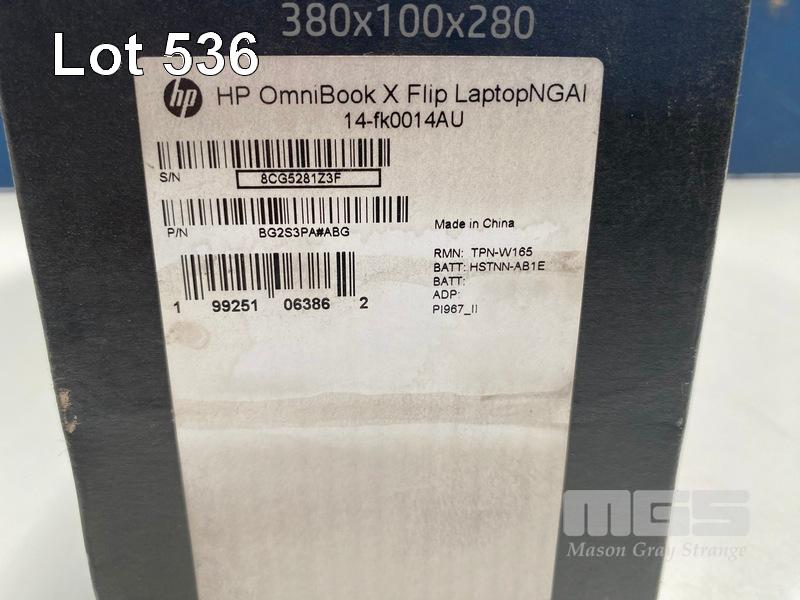 380x100x280
Lot 536
hp HP OmniBook X Flip LaptopNGAI
14-fk0014AU
S/N 8CG5281Z3F
P/N BG2S3PA#ABG
1 99251 06386 2
Made in China
RMN: TPN-W165
BATT: HSTNN-AB1E
BATT:
ADP:
PI967_II
MGS
Mason Gray Strange